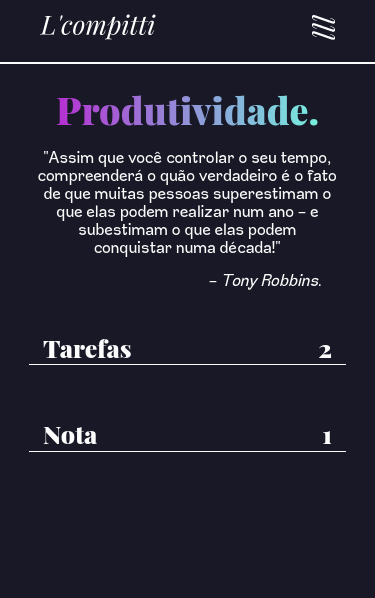 L'compitti
Produtividade.
"Assim que você controlar o seu tempo,
compreenderá o quão verdadeiro é o fato
de que muitas pessoas superestimam o
que elas podem realizar num ano – e
subestimam o que elas podem
conquistar numa década!"
– Tony Robbins.
Tarefas 2
Nota 1